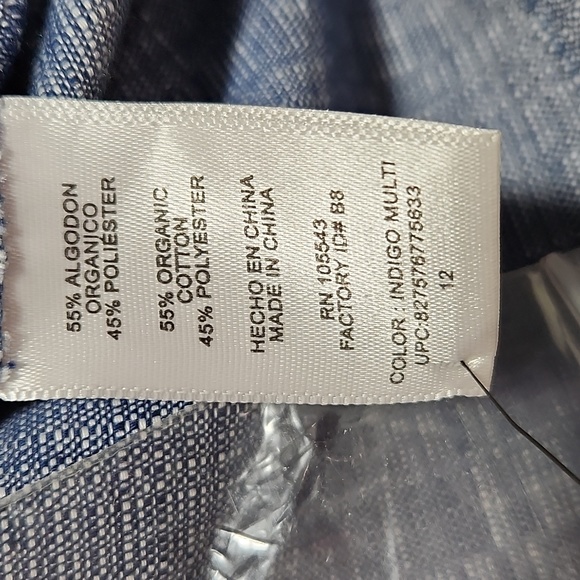 55% ALGODON
ORGANICO
45% POLIÉSTER
55% ORGANIC
COTTON
45% POLYESTER
HECHO EN CHINA
MADE IN CHINA
RN 105543
FACTORY ID# B8
COLOR : INDIGO MULTI
UPC:827576775633
12